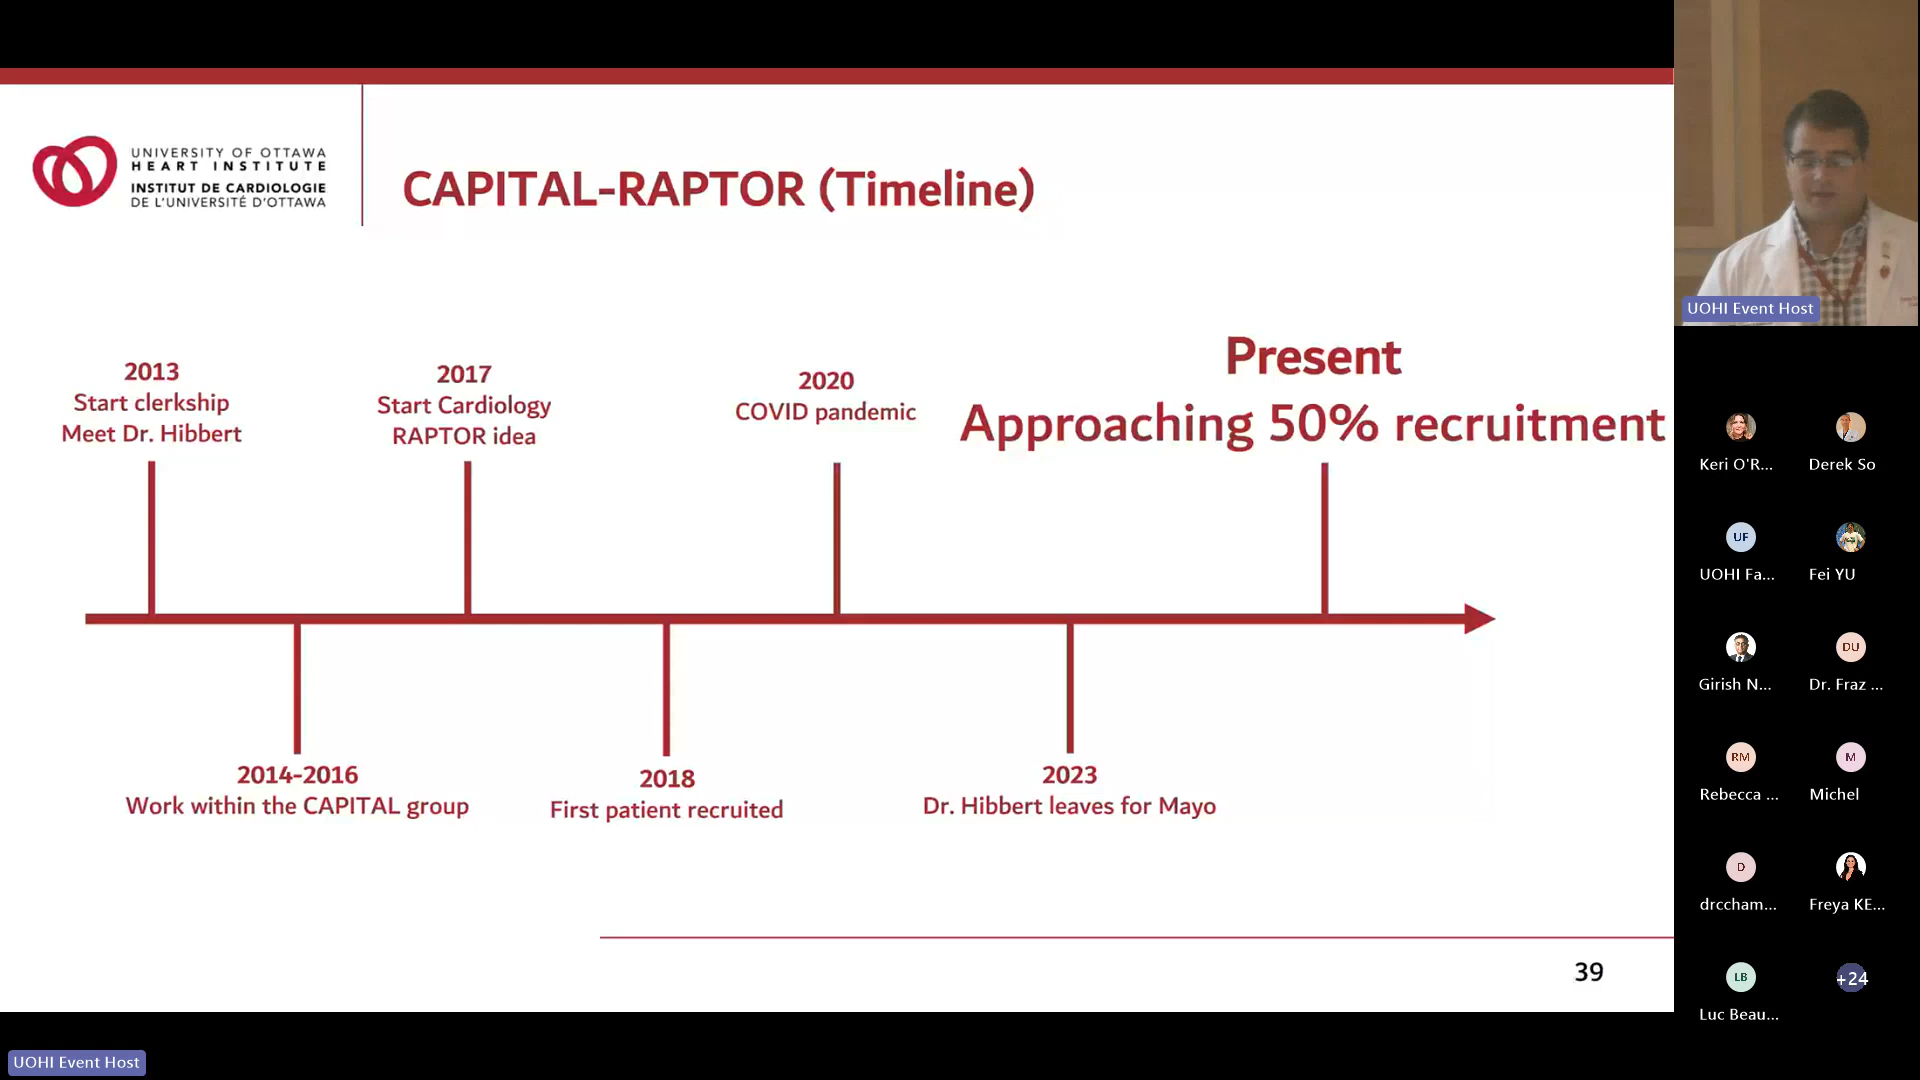 UNIVERSITY OF OTTAWA
HEART INSTITUTE
INSTITUT DE CARDIOLOGIE
DE L'UNIVERSITÉ D'OTTAWA
CAPITAL-RAPTOR (Timeline)
2013
Start clerkship
Meet Dr. Hibbert
2017
Start Cardiology
RAPTOR idea
2020
COVID pandemic
Present
Approaching 50% recruitment
2014-2016
Work within the CAPITAL group
2018
First patient recruited
2023
Dr. Hibbert leaves for Mayo
39
UOHI Event Host
Keri O'R...
Derek So
UF
UOHI Fa...
Fei YU
Girish N...
DU
Dr. Fraz ...
RM
Rebecca ...
M
Michel
D
drccham...
Freya KE...
LB
Luc Beau...
+24
UOHI Event Host